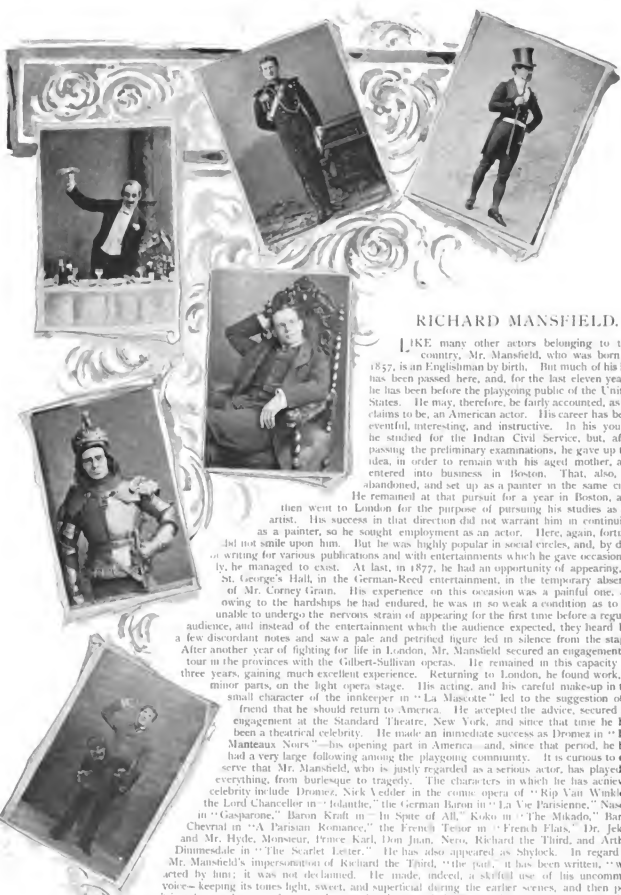 RICHARD MANSFIELD.
LIKE many other actors belonging to t
country, Mr. Mansfield, who was born
1857, is an Englishman by birth. But much of his
has been passed here, and, for the last eleven yea
he has been before the playgoing public of the Unit
States. He may, therefore, be fairly accounted, as
claims to be, an American actor. His career has be
eventful, interesting, and instructive. In his you
he studied for the Indian Civil Service, but, aft
passing the preliminary examinations, he gave up t
idea, in order to remain with his aged mother, a
entered into business in Boston. That, also,
abandoned, and set up as a painter in the same ci
He remained at that pursuit for a year in Boston, a
then went to London for the purpose of pursuing his studies as
artist. His success in that direction did not warrant him in continui
as a painter, so he sought employment as an actor. Here, again, fortu
did not smile upon him. But he was highly popular in social circles, and, by d
of writing for various publications and with entertainments which he gave occasion
ly, he managed to exist. At last, in 1877, he had an opportunity of appearing,
St. George's Hall, in the German-Reed entertainment, in the temporary absen
of Mr. Corney Grain. His experience on this occasion was a painful one,
owing to the hardships he had endured, he was in so weak a condition as to
unable to undergo the nervous strain of appearing for the first time before a regu
audience, and instead of the entertainment which the audience expected, they heard
a few discordant notes and saw a pale and petrified figure led in silence from the stag
After another year of fighting for life in London, Mr. Mansfield secured an engagement
tour in the provinces with the Gilbert-Sullivan operas. He remained in this capacity
three years, gaining much excellent experience. Returning to London, he found work,
minor parts, on the light opera stage. His acting, and his careful make-up in t
small character of the innkeeper in "La Mascotte" led to the suggestion of
friend that he should return to America. He accepted the advice, secured
engagement at the Standard Theatre, New York, and since that time he h
been a theatrical celebrity. He made an immediate success as Dromez in "L
Manteaux Noirs"—his opening part in America—and, since that period, he h
had a very large following among the playgoing community. It is curious to o
serve that Mr. Mansfield, who is justly regarded as a serious actor, has played
everything, from burlesque to tragedy. The characters in which he has achiev
celebrity include Dromez, Nick Vedder in the comic opera of "Rip Van Winkle
the Lord Chancellor in "Iolanthe," the German Baron in "La Vie Parisienne," Nasc
in "Gasparone," Baron Kraft in "In Spite of All," Koko in "The Mikado," Bar
Chevrial in "A Parisian Romance," the French Tenor in "French Flats," Dr. Jek
and Mr. Hyde, Monsieur, Prince Karl, Don Juan, Nero, Richard the Third, and Arth
Dimmesdale in "The Scarlet Letter." He has also appeared as Shylock. In regard
Mr. Mansfield's impersonation of Richard the Third, "the part," it has been written, "w
acted by him; it was not declaimed. He made, indeed, a skilful use of his uncomm
voice—keeping its tones light, sweet, and superficial during the earlier scenes, and then p